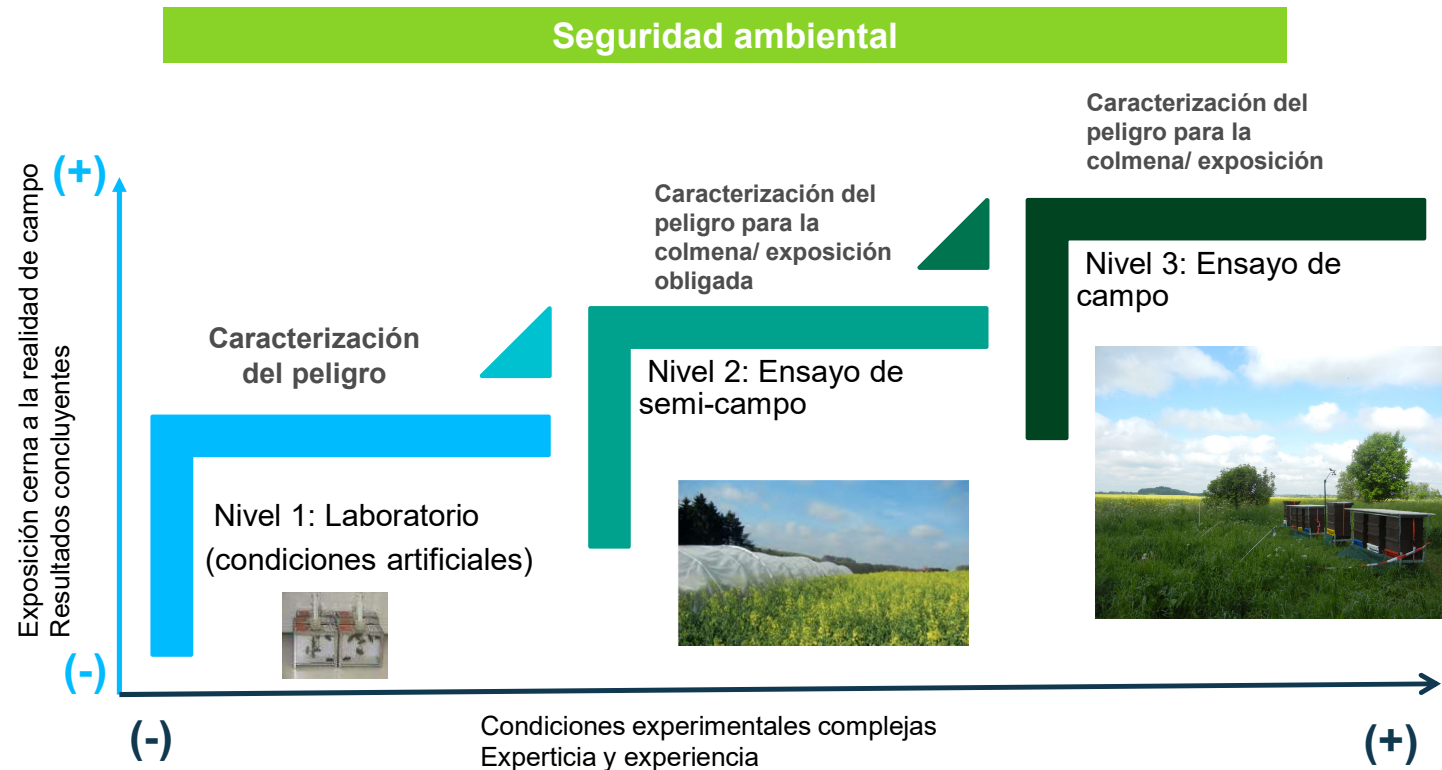 Seguridad ambiental
Caracterización del
peligro para la
colmena/ exposición
(+)
Exposición cerna a la realidad de campo
Resultados concluyentes
(-)
Caracterización
del peligro
Nivel 1: Laboratorio
(condiciones artificiales)
Caracterización del
peligro para la
colmena/ exposición
obligada
Nivel 2: Ensayo de
semi-campo
Nivel 3: Ensayo de
campo
(-)
Condiciones experimentales complejas
Experticia y experiencia
(+)